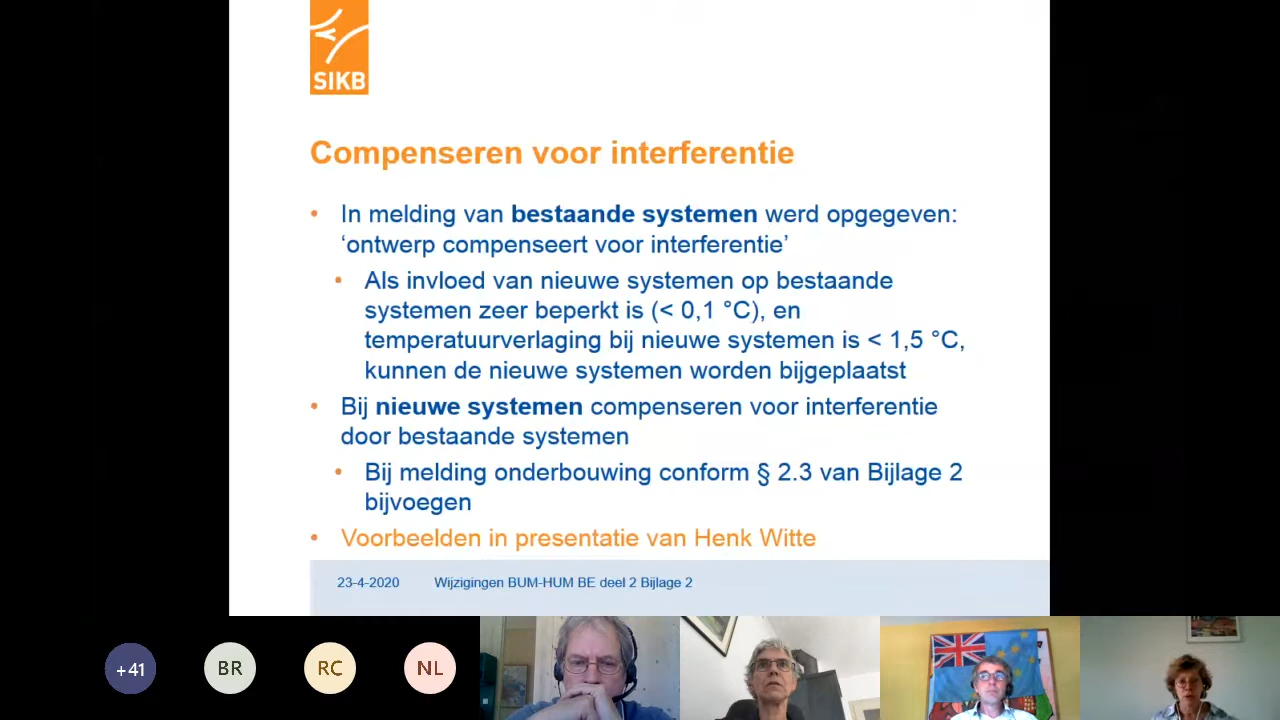 SIKB
Compenseren voor interferentie
• In melding van bestaande systemen werd opgegeven:
‘ontwerp compenseert voor interferentie’
• Als invloed van nieuwe systemen op bestaande
systemen zeer beperkt is (< 0,1 °C), en
temperatuurverlaging bij nieuwe systemen is < 1,5 °C,
kunnen de nieuwe systemen worden bijgeplaatst
• Bij nieuwe systemen compenseren voor interferentie
door bestaande systemen
• Bij melding onderbouwing conform § 2.3 van Bijlage 2
bijvoegen
• Voorbeelden in presentatie van Henk Witte
23-4-2020 Wijzigingen BUM-HUM BE deel 2 Bijlage 2
+41 BR RC NL